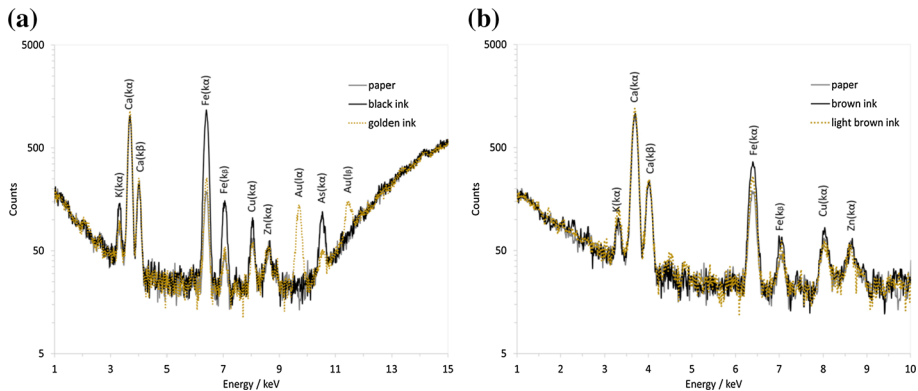 (a)
5000
500
50
5
Counts
1 3 5 7 9 11 13 15
Energy / keV
K(kα)
Ca(kα)
Ca(kβ)
Fe(kα)
Fe(kβ)
Cu(kα)
Zn(kα)
Au(lα)
As(kα)
Au(lβ)
paper
black ink
golden ink
(b)
5000
500
50
5
Counts
1 2 3 4 5 6 7 8 9 10
Energy / keV
K(kα)
Ca(kα)
Ca(kβ)
Fe(kα)
Fe(kβ)
Cu(kα)
Zn(kα)
paper
brown ink
light brown ink